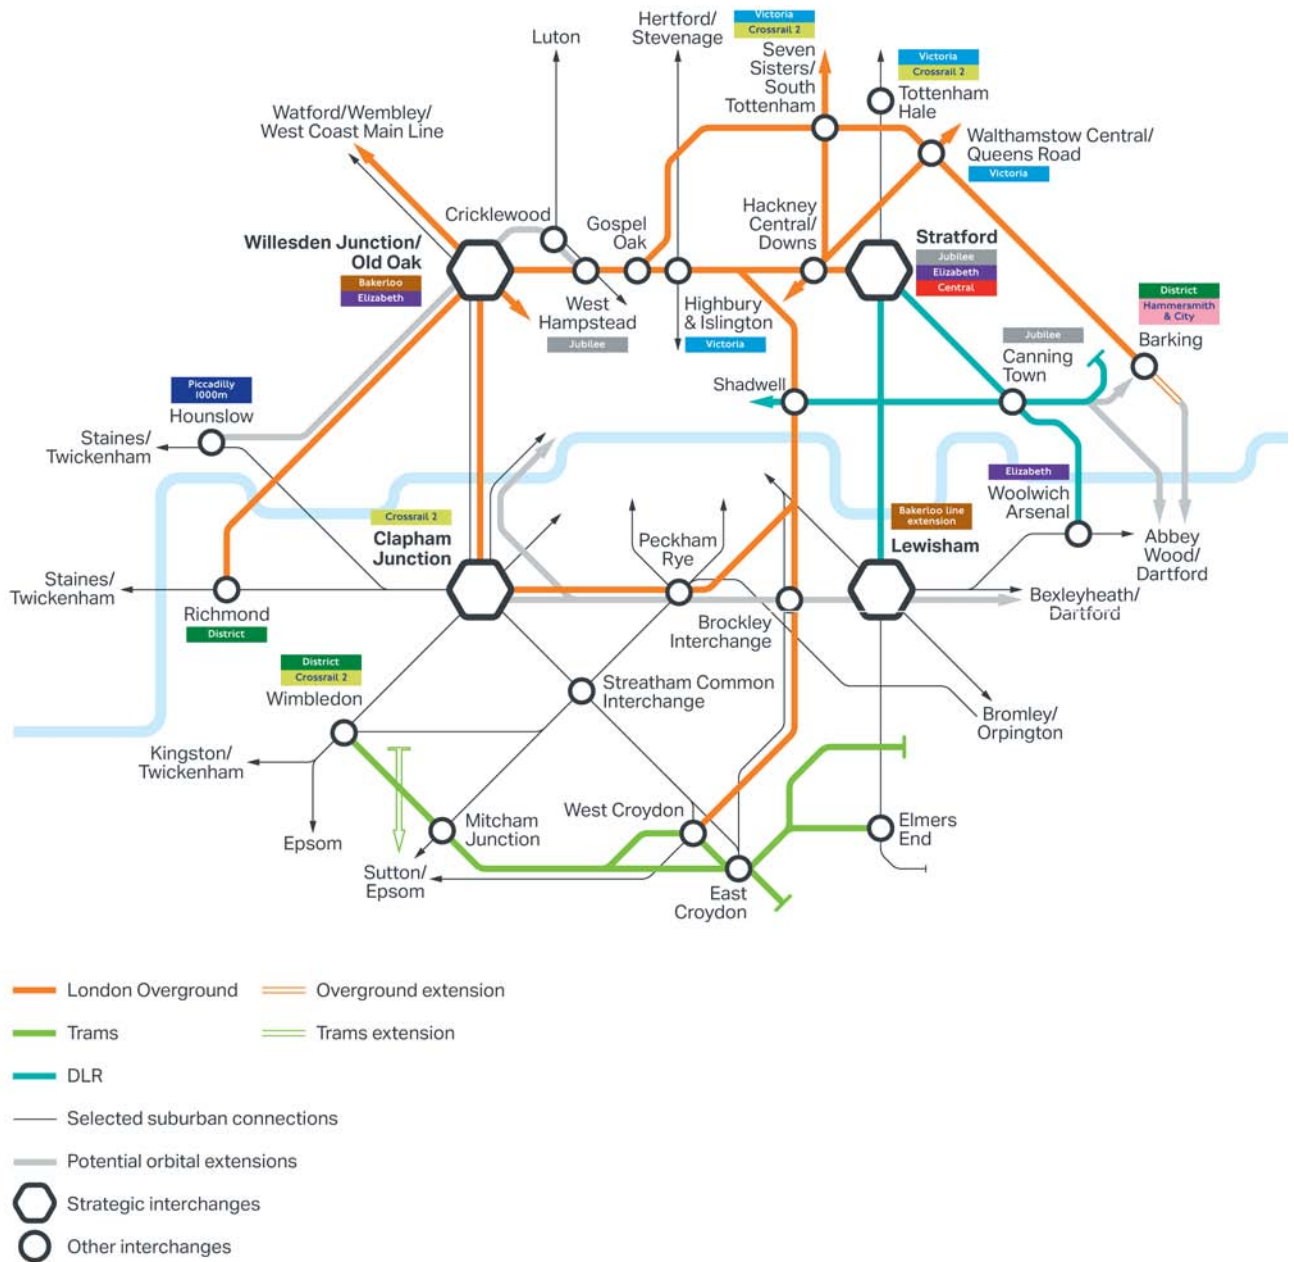 Victoria
Crossrail 2
Hertford/
Stevenage
Luton
Seven
Sisters/
South
Tottenham
Victoria
Crossrail 2
Tottenham
Hale
Watford/Wembley/
West Coast Main Line
Walthamstow Central/
Queens Road
Victoria
Cricklewood
Gospel
Oak
Hackney
Central/
Downs
Willesden Junction/
Old Oak
Bakerloo
Elizabeth
Stratford
Jubilee
Elizabeth
Central
West
Hampstead
Jubilee
Highbury
& Islington
Victoria
District
Hammersmith
& City
Barking
Jubilee
Canning
Town
Shadwell
Piccadilly
1000m
Hounslow
Staines/
Twickenham
Elizabeth
Woolwich
Arsenal
Crossrail 2
Clapham
Junction
Peckham
Rye
Bakerloo line
extension
Lewisham
Abbey
Wood/
Dartford
Staines/
Twickenham
Richmond
District
Bexleyheath/
Dartford
Brockley
Interchange
District
Crossrail 2
Wimbledon
Streatham Common
Interchange
Bromley/
Orpington
Kingston/
Twickenham
Epsom
Mitcham
Junction
West Croydon
Elmers
End
Sutton/
Epsom
East
Croydon
London Overground
Overground extension
Trams
Trams extension
DLR
Selected suburban connections
Potential orbital extensions
Strategic interchanges
Other interchanges